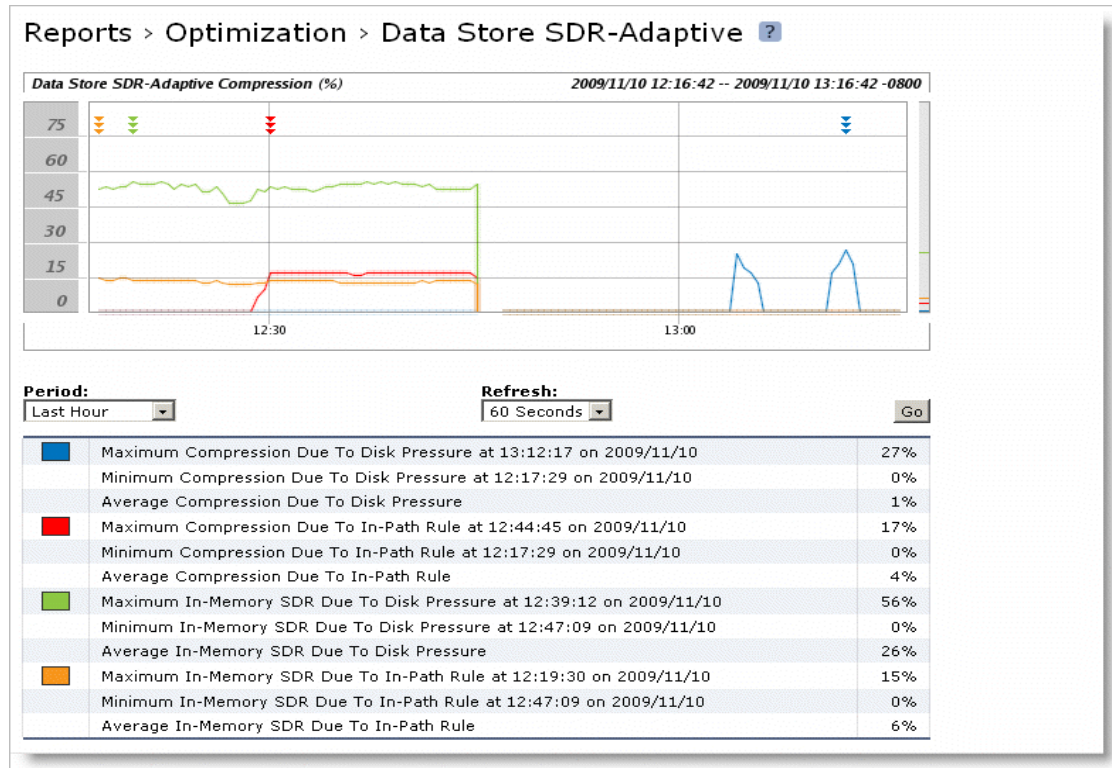 Reports > Optimization > Data Store SDR-Adaptive ?
Data Store SDR-Adaptive Compression (%) 2009/11/10 12:16:42 -- 2009/11/10 13:16:42 -0800
75
60
45
30
15
0
12:30 13:00
Period: Refresh:
Last Hour 60 Seconds Go
Maximum Compression Due To Disk Pressure at 13:12:17 on 2009/11/10 27%
Minimum Compression Due To Disk Pressure at 12:17:29 on 2009/11/10 0%
Average Compression Due To Disk Pressure 1%
Maximum Compression Due To In-Path Rule at 12:44:45 on 2009/11/10 17%
Minimum Compression Due To In-Path Rule at 12:17:29 on 2009/11/10 0%
Average Compression Due To In-Path Rule 4%
Maximum In-Memory SDR Due To Disk Pressure at 12:39:12 on 2009/11/10 56%
Minimum In-Memory SDR Due To Disk Pressure at 12:47:09 on 2009/11/10 0%
Average In-Memory SDR Due To Disk Pressure 26%
Maximum In-Memory SDR Due To In-Path Rule at 12:19:30 on 2009/11/10 15%
Minimum In-Memory SDR Due To In-Path Rule at 12:47:09 on 2009/11/10 0%
Average In-Memory SDR Due To In-Path Rule 6%